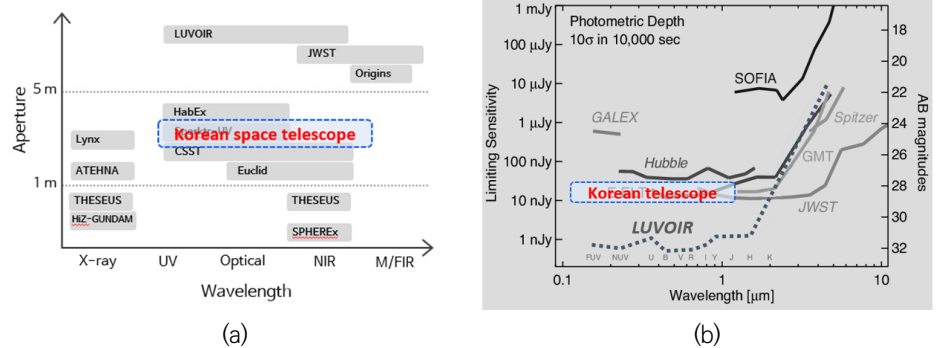 LUVOIR
JWST
Origins
5 m
HabEx
Korean space telescope
Lynx
CSST
ATEHNA
Euclid
1 m
THESEUS
THESEUS
HiZ-GUNDAM
SPHEREx
X-ray
UV
Optical
NIR
M/FIR
Aperture
Wavelength
(a)
1 mJy
Photometric Depth
10σ in 10,000 sec
18
100 μJy
20
SOFIA
10 μJy
22
GALEX
Spitzer
1 μJy
24
GMT
100 nJy
Hubble
26
Korean telescope
28
10 nJy
JWST
LUVOIR
30
1 nJy
32
FUV NUV U B V R I Y J H K
0.1
1
10
Limiting Sensitivity
AB magnitudes
Wavelength [μm]
(b)